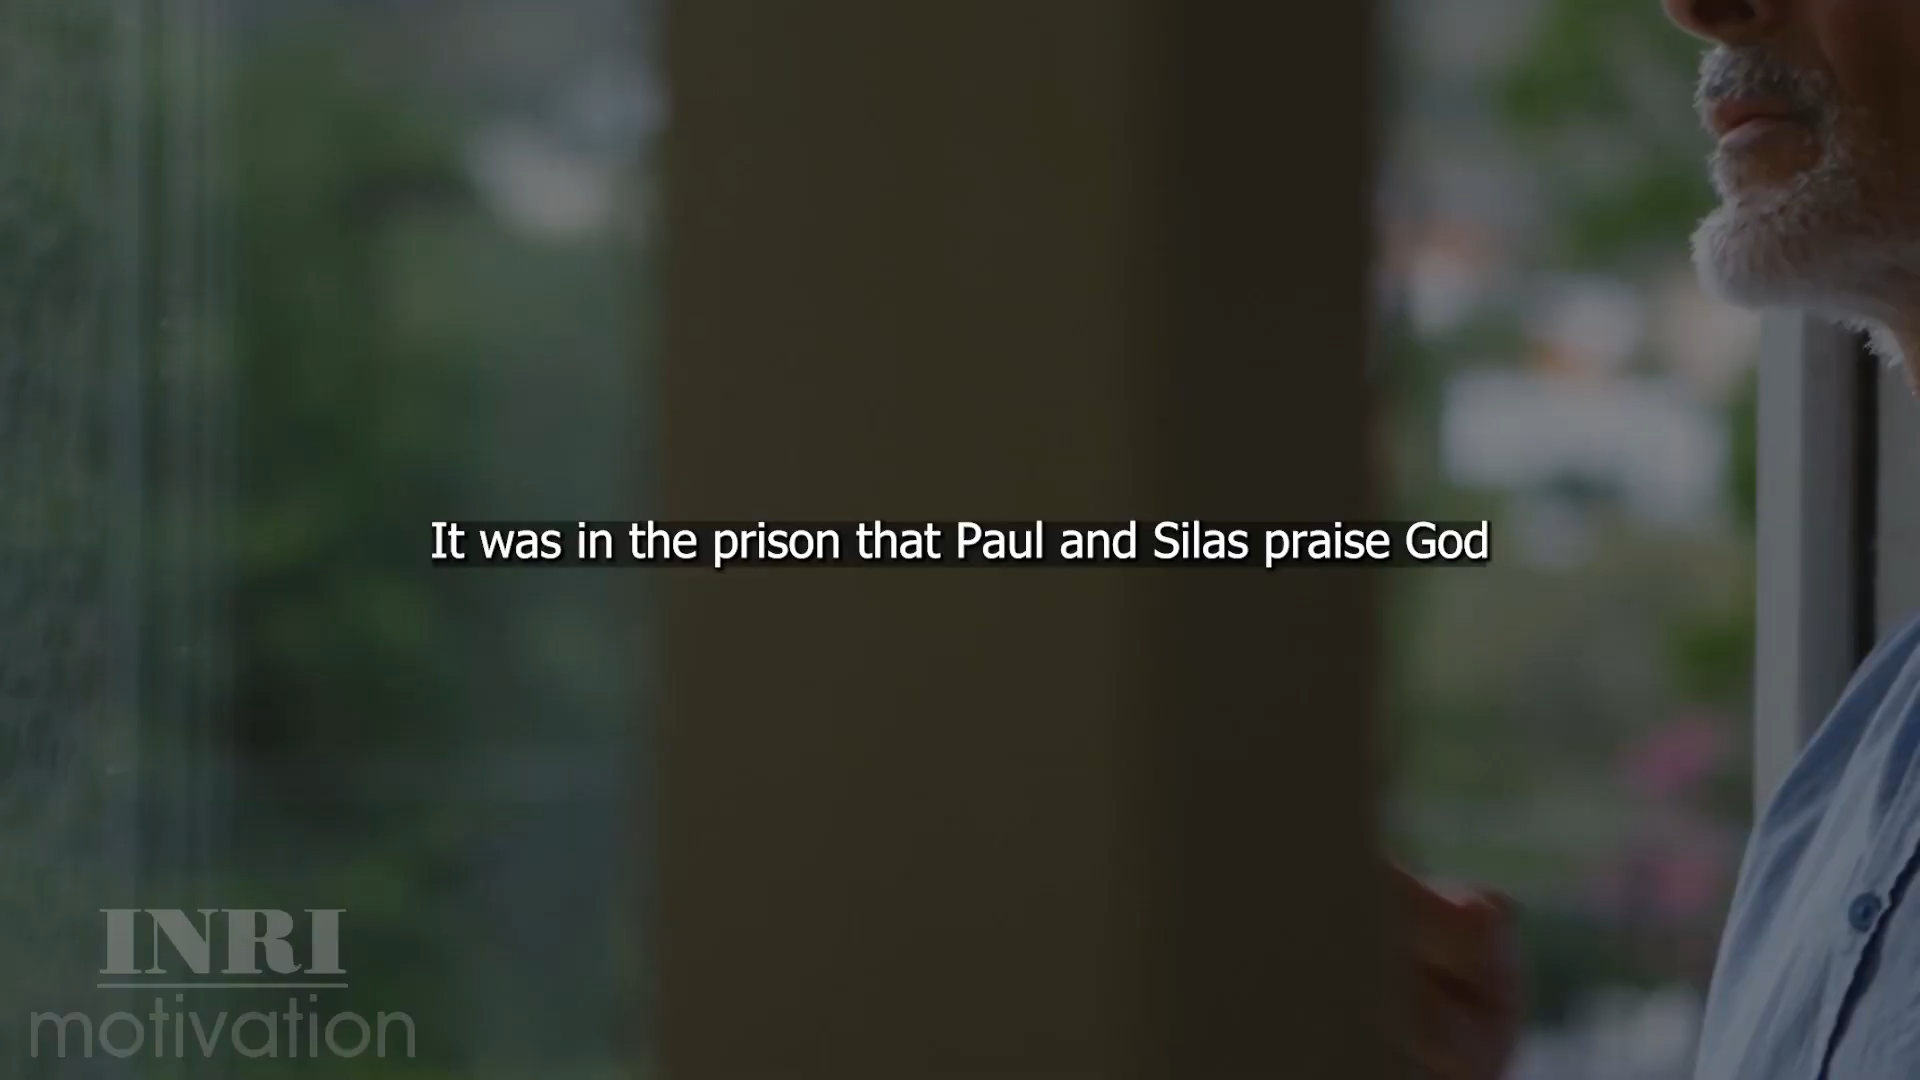 It was in the prison that Paul and Silas praise God
INRI
motivation